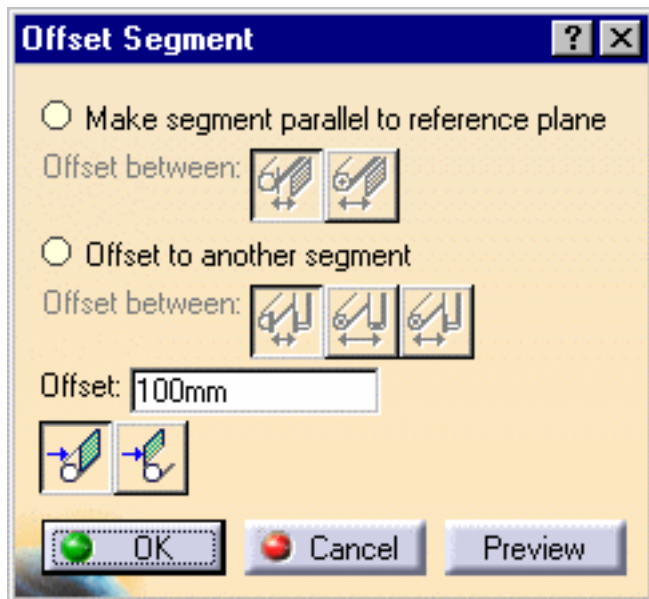 Offset Segment
Make segment parallel to reference plane
Offset between:
Offset to another segment
Offset between:
Offset: 100mm
OK Cancel Preview